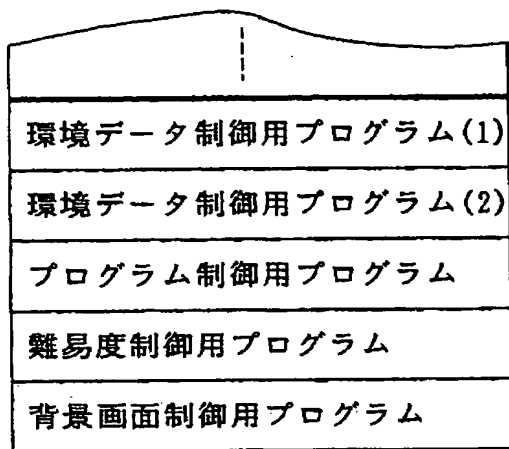 環境データ制御用プログラム(1)
環境データ制御用プログラム(2)
プログラム制御用プログラム
難易度制御用プログラム
背景画面制御用プログラム